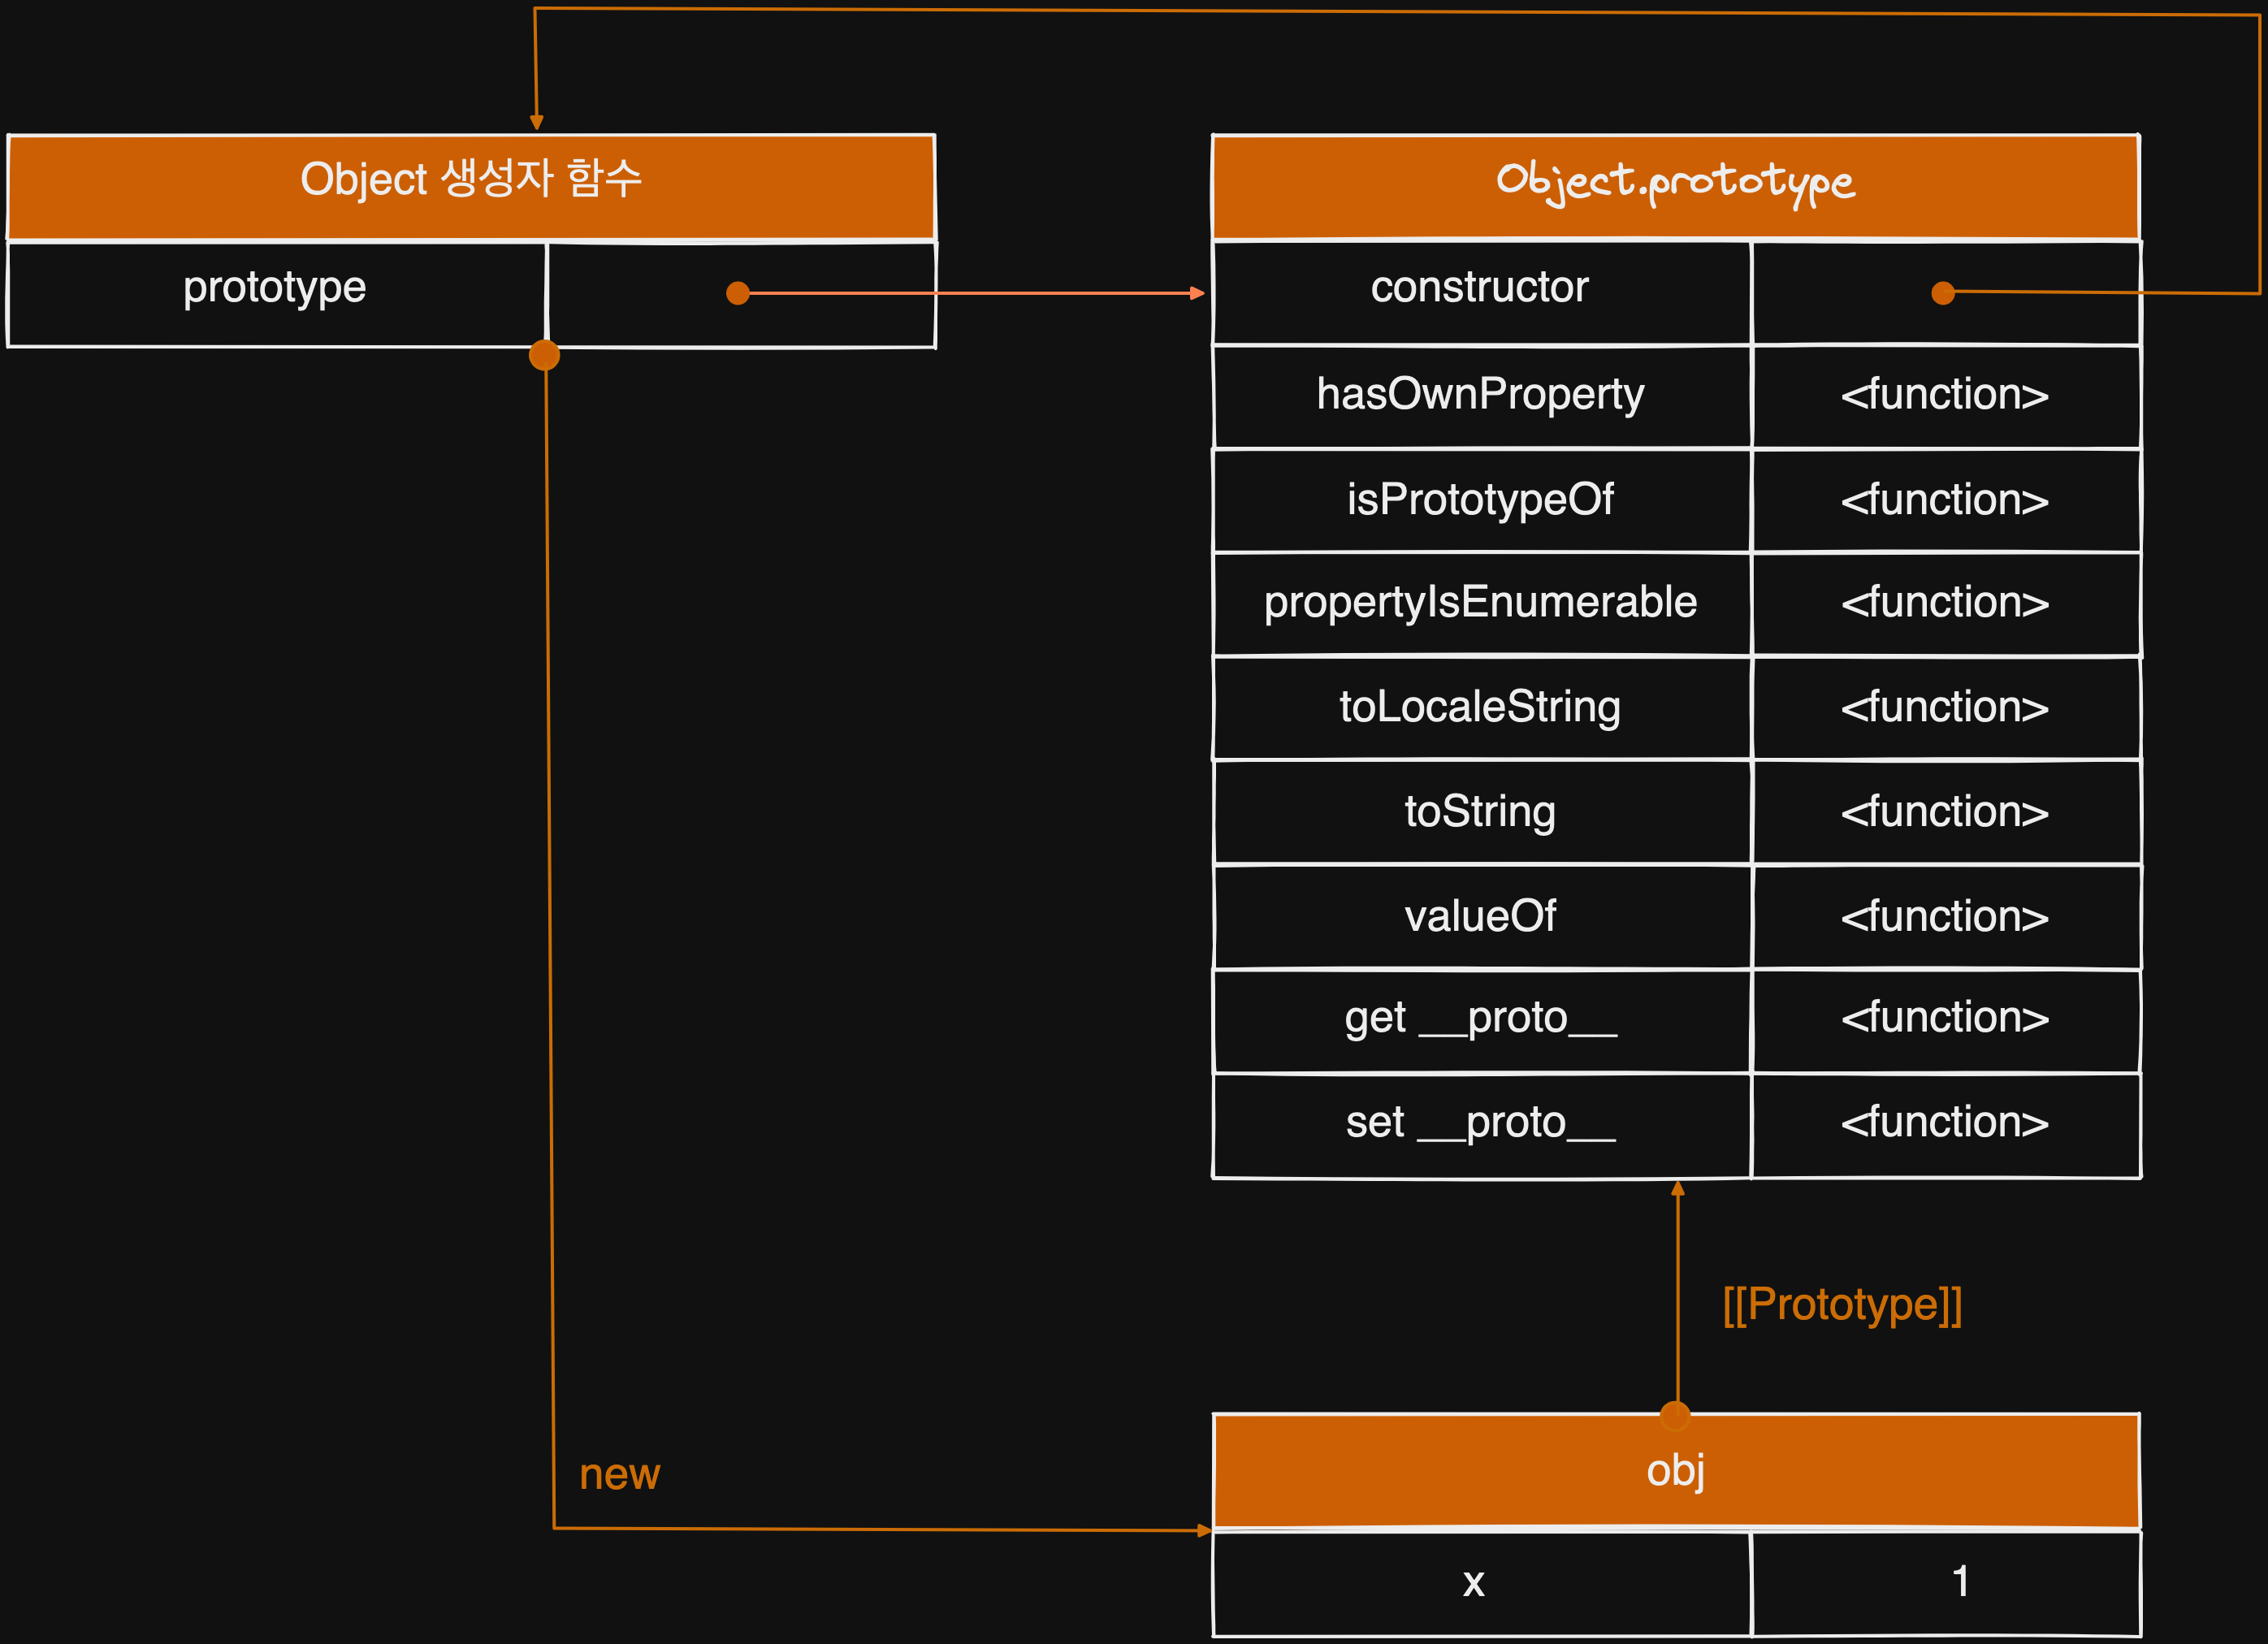 Object 생성자 함수
prototype
Object.prototype
constructor
hasOwnProperty <function>
isPrototypeOf <function>
propertyIsEnumerable <function>
toLocaleString <function>
toString <function>
valueOf <function>
get __proto__ <function>
set __proto__ <function>
[[Prototype]]
new
obj
x 1